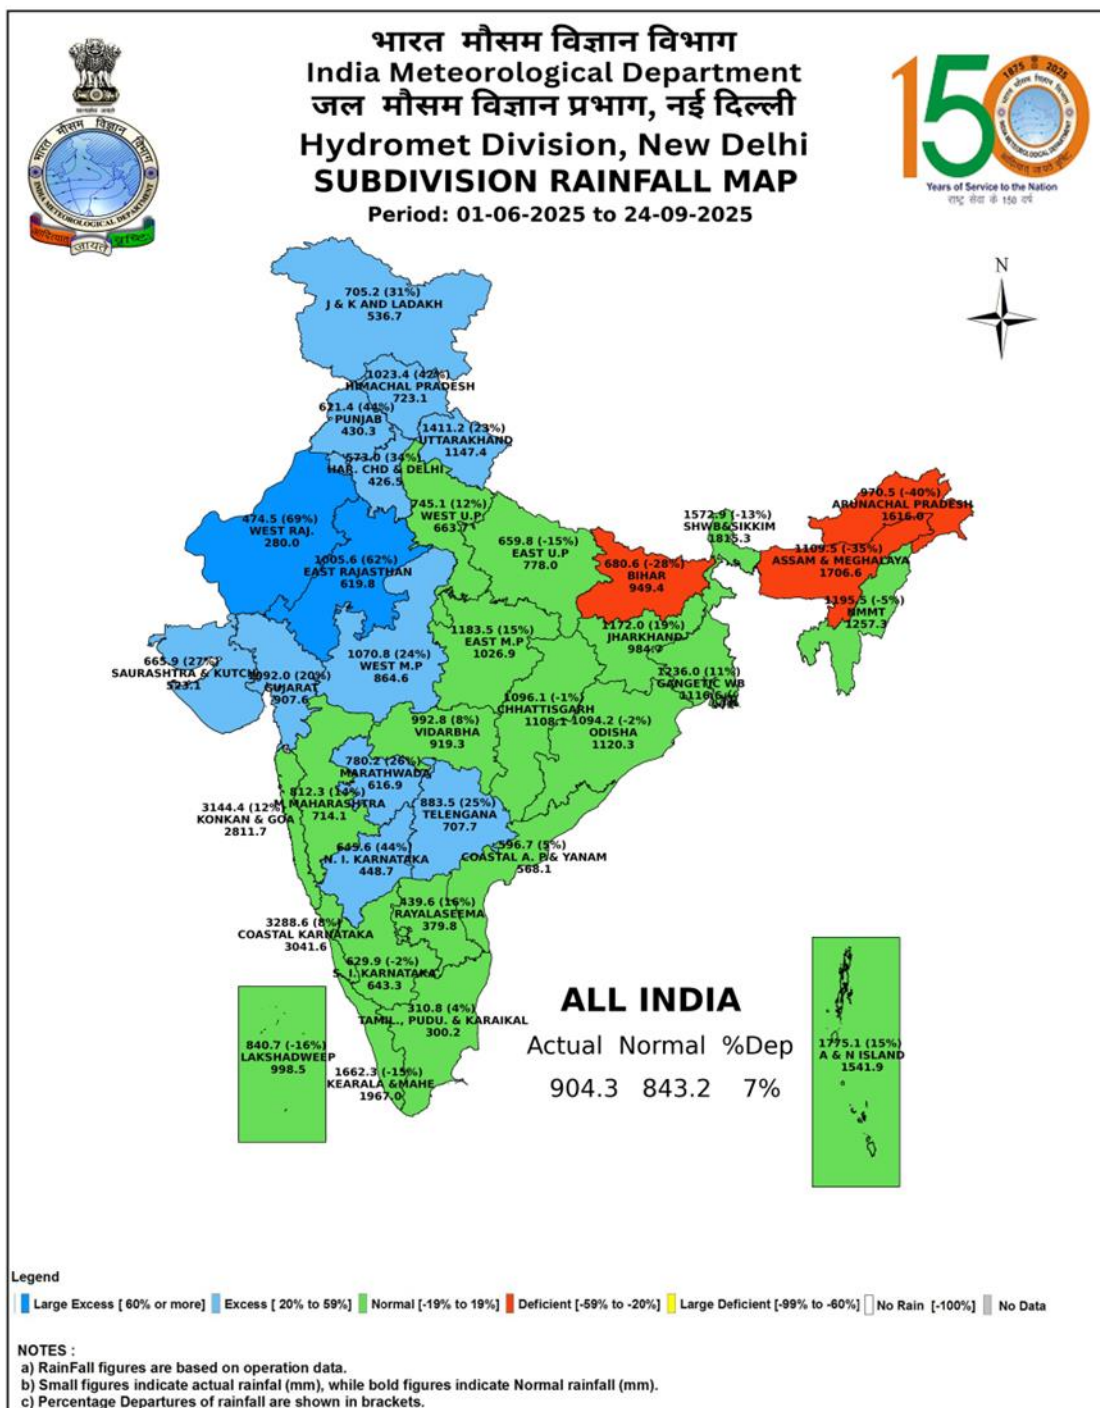 भारत मौसम विज्ञान विभाग
India Meteorological Department
जल मौसम विज्ञान प्रभाग, नई दिल्ली
Hydromet Division, New Delhi
SUBDIVISION RAINFALL MAP
Period: 01-06-2025 to 24-09-2025
भारत मौसम विज्ञान विभाग
INDIA METEOROLOGICAL DEPARTMENT
आदित्यात् जायते वृष्टिः
150
1875 2025
INDIA METEOROLOGICAL DEPARTMENT
Years of Service to the Nation
राष्ट्र सेवा के 150 वर्ष
N
705.2 (31%)
J & K AND LADAKH
536.7
1023.4 (42%)
HIMACHAL PRADESH
723.1
621.4 (44%)
PUNJAB
430.3
1411.2 (23%)
UTTARAKHAND
1147.4
573.0 (34%)
HAR. CHD & DELHI
426.5
745.1 (12%)
WEST U.P
663.7
474.5 (69%)
WEST RAJ.
280.0
1005.6 (62%)
EAST RAJASTHAN
619.8
659.8 (-15%)
EAST U.P
778.0
680.6 (-28%)
BIHAR
949.4
1572.9 (-13%)
SHWB&SIKKIM
1815.3
970.5 (-40%)
ARUNACHAL PRADESH
1616.0
1109.5 (-35%)
ASSAM & MEGHALAYA
1706.6
1195.5 (-5%)
NMMT
1257.3
1172.0 (19%)
JHARKHAND
984.7
1183.5 (15%)
EAST M.P
1026.9
1070.8 (24%)
WEST M.P
864.6
665.9 (27%)
SAURASHTRA & KUTCH
523.1
1092.0 (20%)
GUJARAT
907.6
1236.0 (11%)
GANGETIC WB
1116.6
1096.1 (-1%)
CHHATTISGARH
1108.1
1094.2 (-2%)
ODISHA
1120.3
992.8 (8%)
VIDARBHA
919.3
780.2 (26%)
MARATHWADA
616.9
812.3 (14%)
M MAHARASHTRA
714.1
3144.4 (12%)
KONKAN & GOA
2811.7
883.5 (25%)
TELENGANA
707.7
645.6 (44%)
N. I. KARNATAKA
448.7
596.7 (5%)
COASTAL A. P.& YANAM
568.1
439.6 (16%)
RAYALASEEMA
379.8
3288.6 (8%)
COASTAL KARNATAKA
3041.6
629.9 (-2%)
S. I. KARNATAKA
643.3
310.8 (4%)
TAMIL., PUDU. & KARAIKAL
300.2
840.7 (-16%)
LAKSHADWEEP
998.5
1662.3 (-15%)
KEARALA &MAHE
1967.0
1775.1 (15%)
A & N ISLAND
1541.9
ALL INDIA
Actual Normal %Dep
904.3 843.2 7%
Legend
Large Excess [ 60% or more] Excess [ 20% to 59%] Normal [-19% to 19%] Deficient [-59% to -20%] Large Deficient [-99% to -60%] No Rain [-100%] No Data
NOTES :
a) RainFall figures are based on operation data.
b) Small figures indicate actual rainfal (mm), while bold figures indicate Normal rainfall (mm).
c) Percentage Departures of rainfall are shown in brackets.